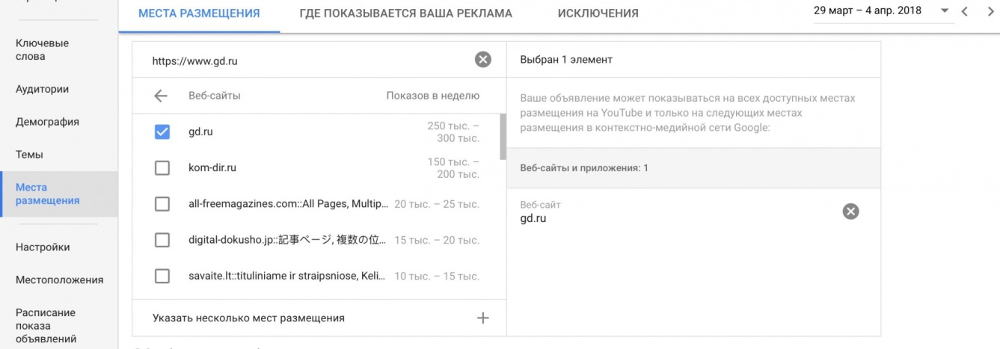 МЕСТА РАЗМЕЩЕНИЯ
ГДЕ ПОКАЗЫВАЕТСЯ ВАША РЕКЛАМА
ИСКЛЮЧЕНИЯ
29 март – 4 апр. 2018
Ключевые
слова
Аудитории
Демография
Темы
Места
размещения
Настройки
Местоположения
Расписание
показа
объявлений
https://www.gd.ru
Веб-сайты
Показов в неделю
gd.ru
250 тыс. –
300 тыс.
kom-dir.ru
150 тыс. –
200 тыс.
all-freemagazines.com::All Pages, Multip...
20 тыс. – 25 тыс.
digital-dokusho.jp::記事ページ, 複数の位...
15 тыс. – 20 тыс.
savaite.lt::tituliniame ir straipsniose, Keli...
10 тыс. – 15 тыс.
Указать несколько мест размещения
Выбран 1 элемент
Ваше объявление может показываться на всех доступных местах
размещения на YouTube и только на следующих местах
размещения в контекстно-медийной сети Google:
Веб-сайты и приложения: 1
Веб-сайт
gd.ru